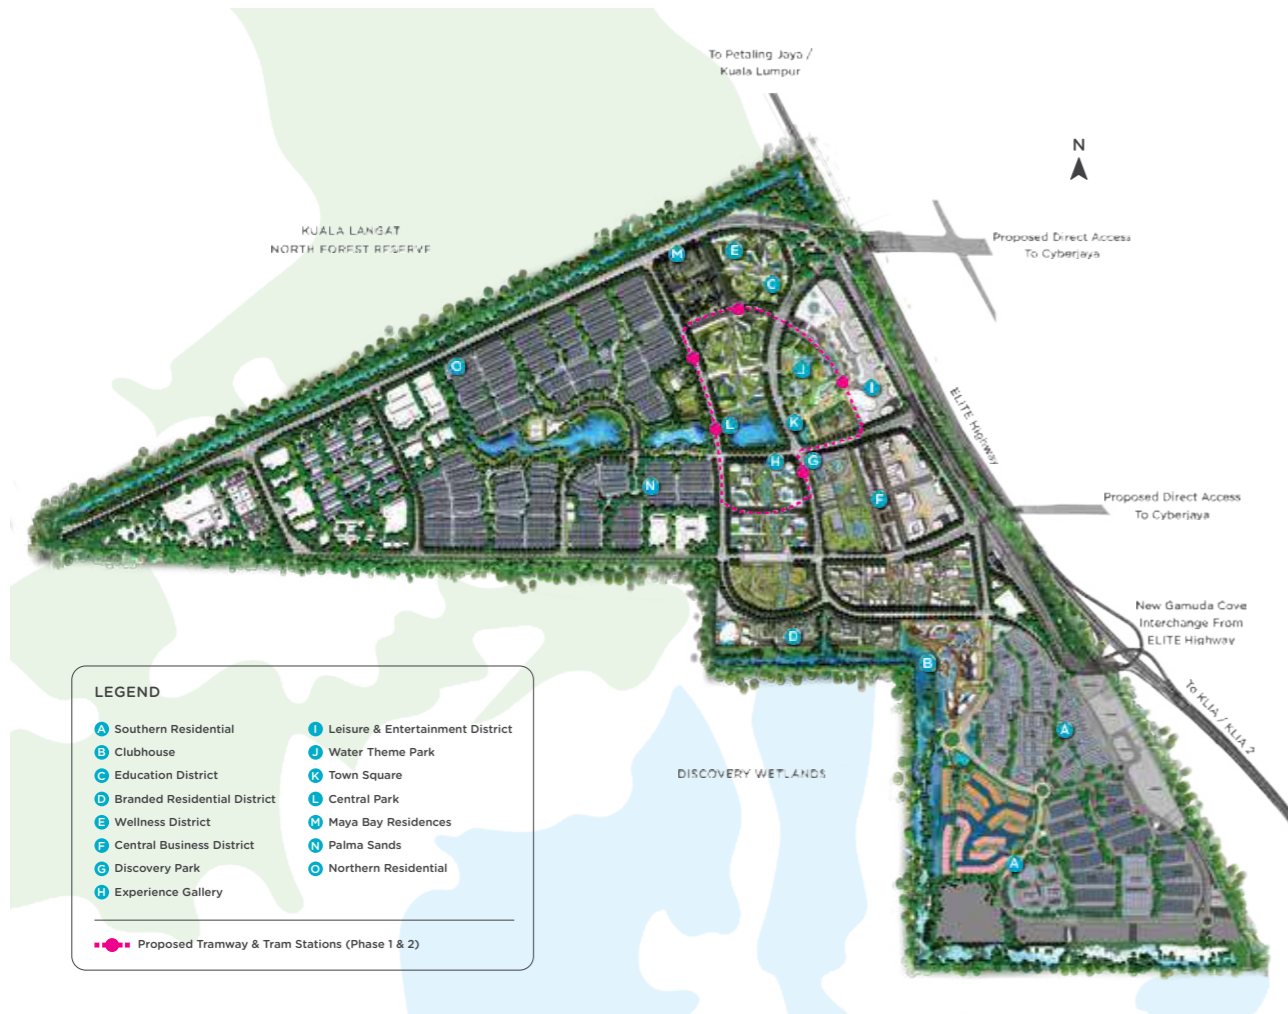 To Petaling Jaya /
Kuala Lumpur
N
KUALA LANGAT
NORTH FOREST RESERVE
Proposed Direct Access
To Cyberjaya
M
E
C
O
J
I
L
K
H
G
N
F
ELITE Highway
Proposed Direct Access
To Cyberjaya
New Gamuda Cove
Interchange From
ELITE Highway
D
B
To KLIA / KLIA 2
A
DISCOVERY WETLANDS
A
LEGEND
A Southern Residential
B Clubhouse
C Education District
D Branded Residential District
E Wellness District
F Central Business District
G Discovery Park
H Experience Gallery
I Leisure & Entertainment District
J Water Theme Park
K Town Square
L Central Park
M Maya Bay Residences
N Palma Sands
O Northern Residential
Proposed Tramway & Tram Stations (Phase 1 & 2)